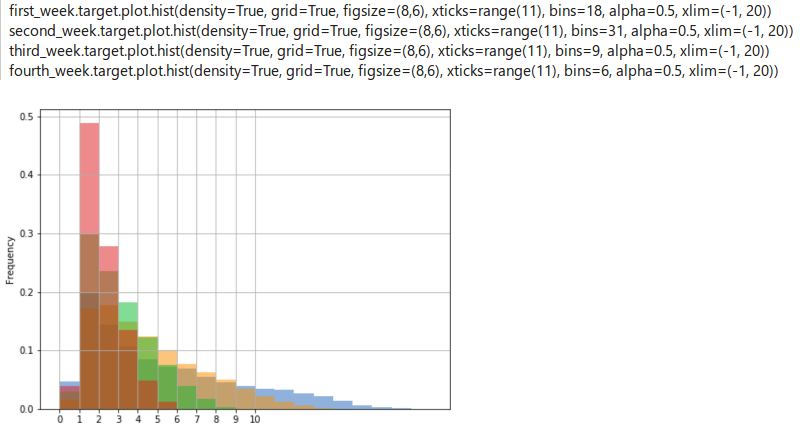 first_week.target.plot.hist(density=True, grid=True, figsize=(8,6), xticks=range(11), bins=18, alpha=0.5, xlim=(-1, 20))
second_week.target.plot.hist(density=True, grid=True, figsize=(8,6), xticks=range(11), bins=31, alpha=0.5, xlim=(-1, 20))
third_week.target.plot.hist(density=True, grid=True, figsize=(8,6), xticks=range(11), bins=9, alpha=0.5, xlim=(-1, 20))
fourth_week.target.plot.hist(density=True, grid=True, figsize=(8,6), xticks=range(11), bins=6, alpha=0.5, xlim=(-1, 20))
0.5
0.4
0.3
0.2
0.1
0.0
Frequency
0 1 2 3 4 5 6 7 8 9 10